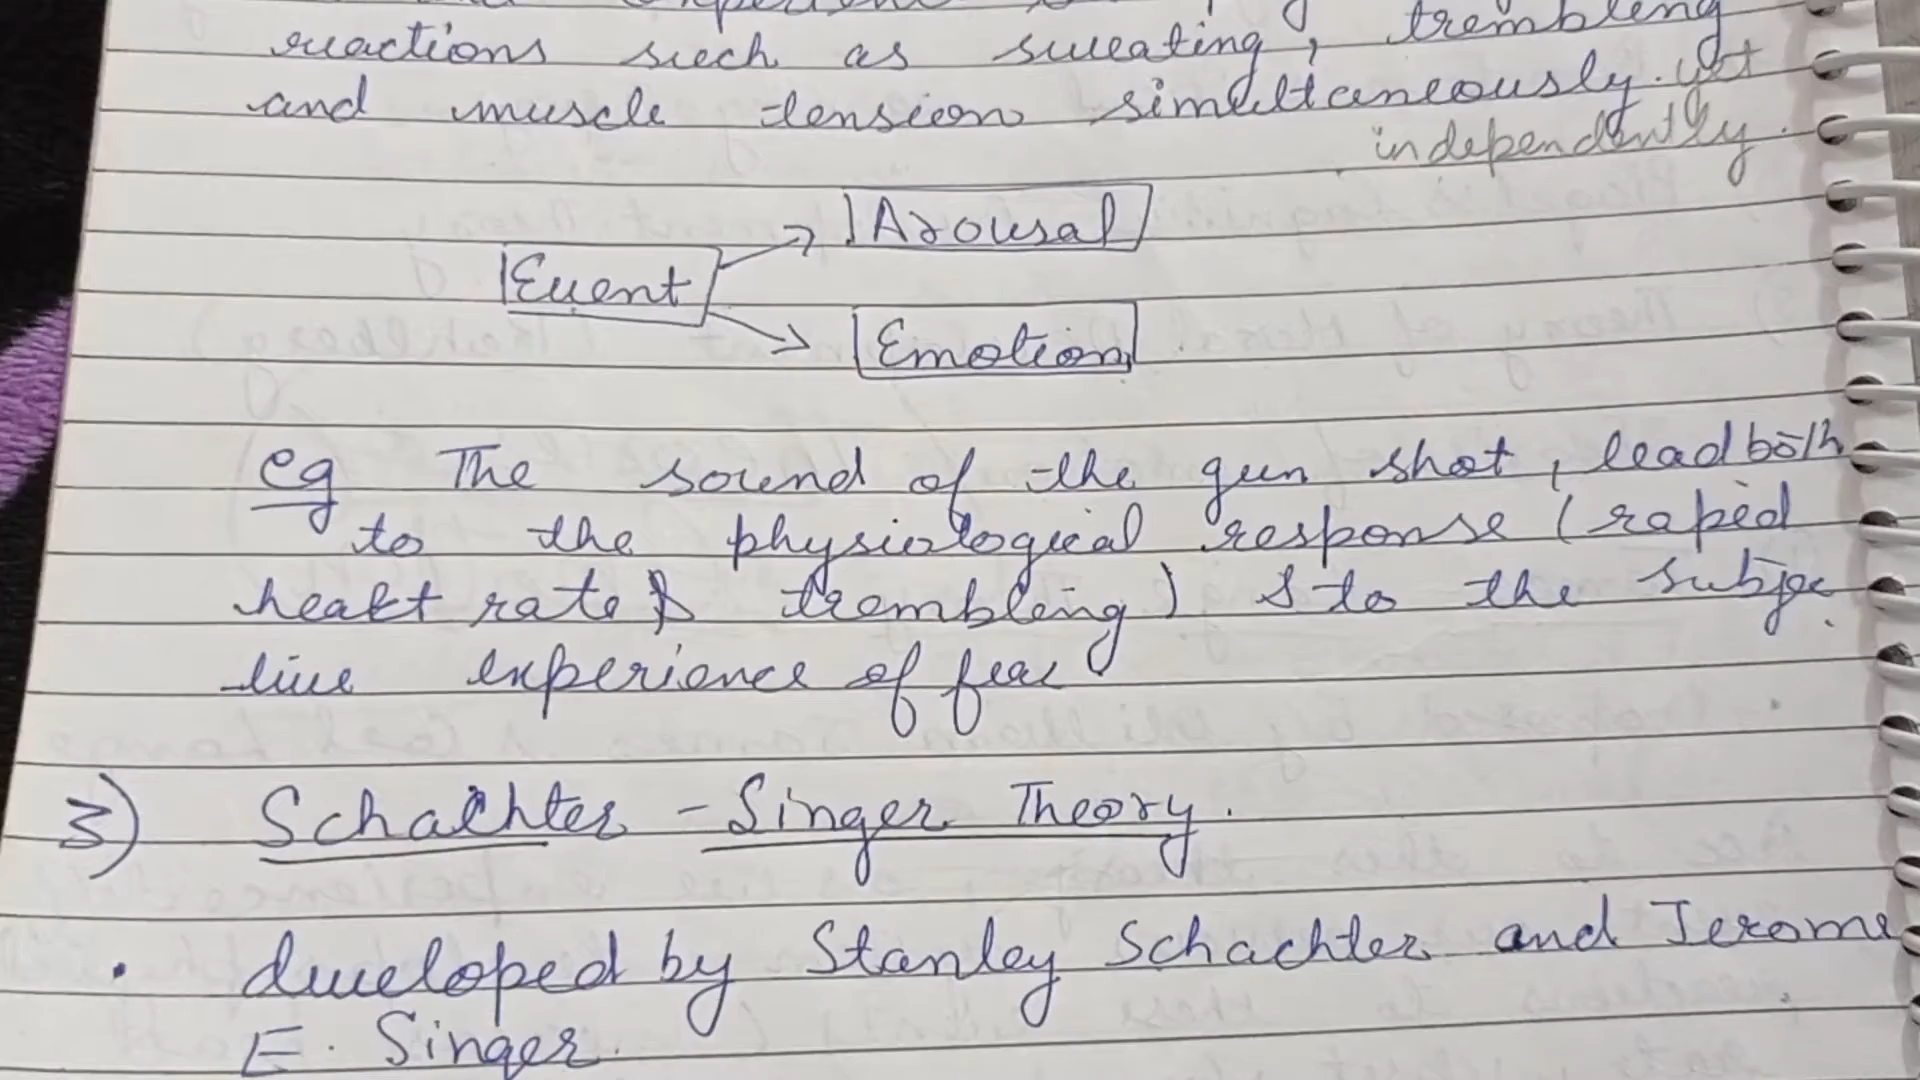 experience
reactions such as sweating, trembling
and muscle tension simultaneously. yet
independently.
Arousal
Event
Emotion
eg The sound of the gun shot, lead both
to the physiological response (rapid
heart rate & trembling) & to the subjec
tive experience of fear
3) Schachter - Singer Theory.
• developed by Stanley Schachter and Jerome
E. Singer.